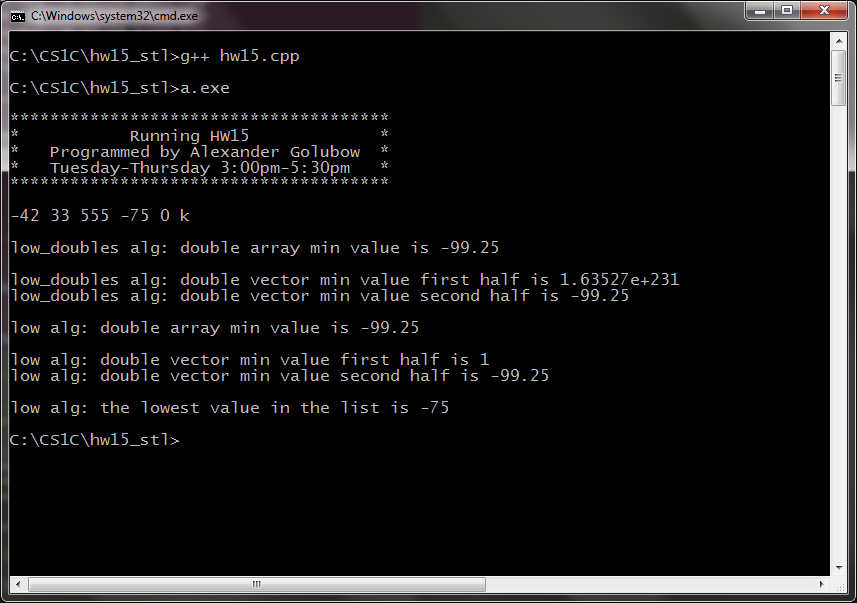 C:\Windows\system32\cmd.exe
C:\CS1C\hw15_stl>g++ hw15.cpp
C:\CS1C\hw15_stl>a.exe
**************************************
* Running HW15 *
* Programmed by Alexander Golubow *
* Tuesday-Thursday 3:00pm-5:30pm *
**************************************
-42 33 555 -75 0 k
low_doubles alg: double array min value is -99.25
low_doubles alg: double vector min value first half is 1.63527e+231
low_doubles alg: double vector min value second half is -99.25
low alg: double array min value is -99.25
low alg: double vector min value first half is 1
low alg: double vector min value second half is -99.25
low alg: the lowest value in the list is -75
C:\CS1C\hw15_stl>